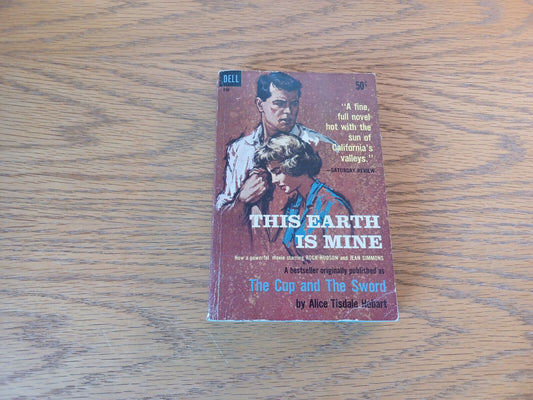 DELL
50¢
"A fine,
full novel
hot with the
sun of
California's
valleys."
—SATURDAY REVIEW
THIS EARTH
IS MINE
Now a powerful movie starring ROCK HUDSON and JEAN SIMMONS
A bestseller originally published as
The Cup and The Sword
by Alice Tisdale Hobart